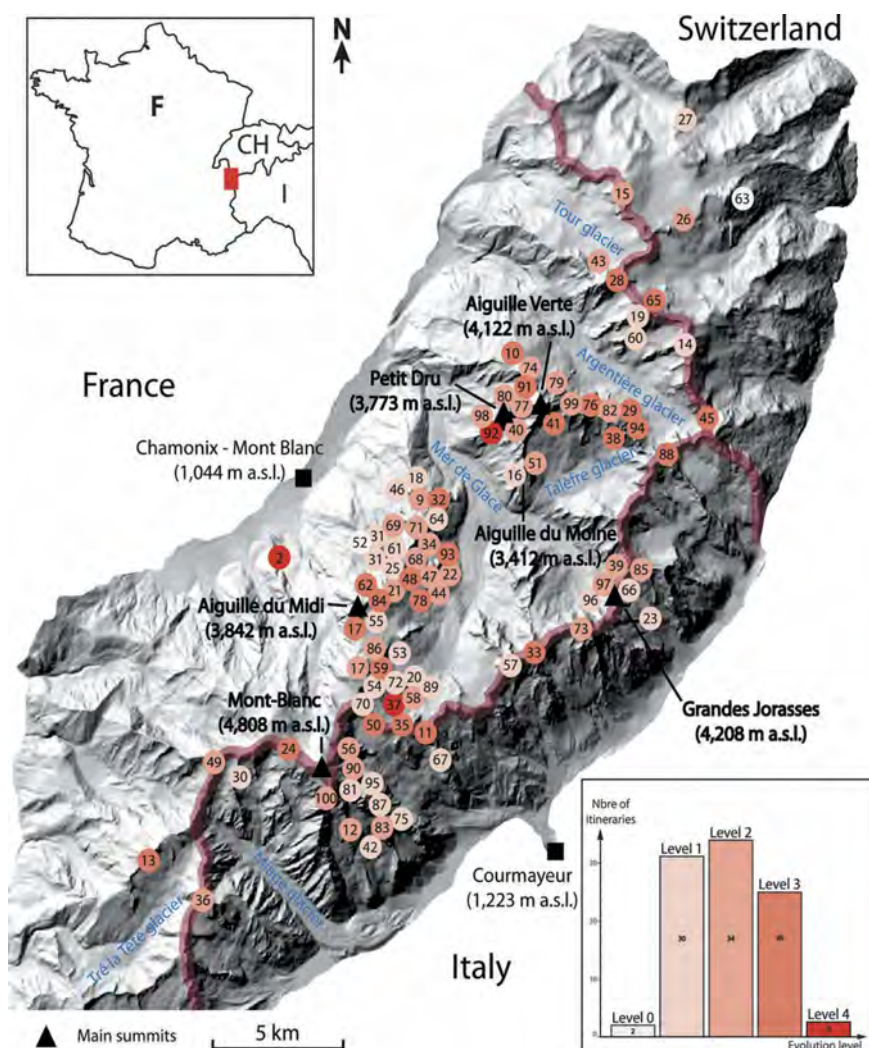 Switzerland
N
F
CH
I
27
15
63
26
Tour glacier
43
28
65
Aiguille Verte
(4,122 m a.s.l.)
19
60
14
10
74
Argentière glacier
France
Petit Dru
(3,773 m a.s.l.)
91
79
80
77
99
76
82
29
98
92
40
41
94
38
45
Chamonix - Mont Blanc
(1,044 m a.s.l.)
Mer de Glace
88
51
16
Talèfre glacier
18
46
9
32
64
Aiguille du Moine
(3,412 m a.s.l.)
69
71
52
31
34
61
93
31
68
2
25
48
47
22
39
85
62
21
44
97
66
Aiguille du Midi
(3,842 m a.s.l.)
84
78
96
17
55
23
73
86
53
33
17
59
57
72
20
54
89
70
37
58
Mont-Blanc
(4,808 m a.s.l.)
50
35
11
Grandes Jorasses
(4,208 m a.s.l.)
24
56
49
67
30
90
81
95
100
87
75
12
83
42
13
36
Courmayeur
(1,223 m a.s.l.)
Tré la Tête glacier
Italy
Main summits
5 km
Nbre of
itineraries
Level 2
Level 1
Level 3
30
20
10
0
30
34
Level 0
2
Level 4
Evolution level